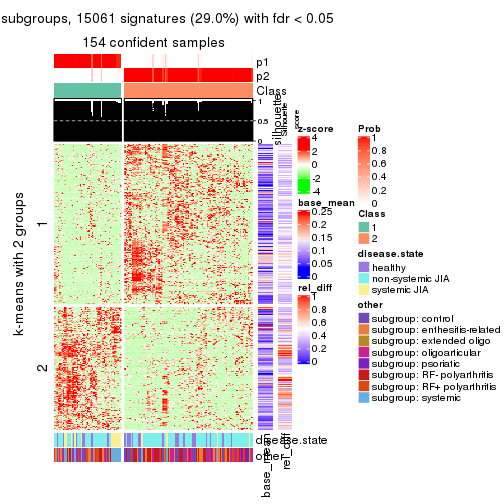 subgroups, 15061 signatures (29.0%) with fdr < 0.05
154 confident samples
p1
p2
Class
1
0.5
0
silhouette
Silhouette
score
k-means with 2 groups
1
2
disease.state
other
base_mean
rel_diff
z-score
4
2
0
-2
-4
base_mean
0.25
0.2
0.15
0.1
0.05
0
rel_diff
1
0.8
0.6
0.4
0.2
0
Prob
1
0.8
0.6
0.4
0.2
0
Class
1
2
disease.state
healthy
non-systemic JIA
systemic JIA
other
subgroup: control
subgroup: enthesitis-related
subgroup: extended oligo
subgroup: oligoarticular
subgroup: psoriatic
subgroup: RF- polyarthritis
subgroup: RF+ polyarthritis
subgroup: systemic